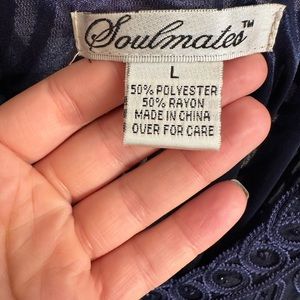 Soulmates™
L
50% POLYESTER
50% RAYON
MADE IN CHINA
OVER FOR CARE